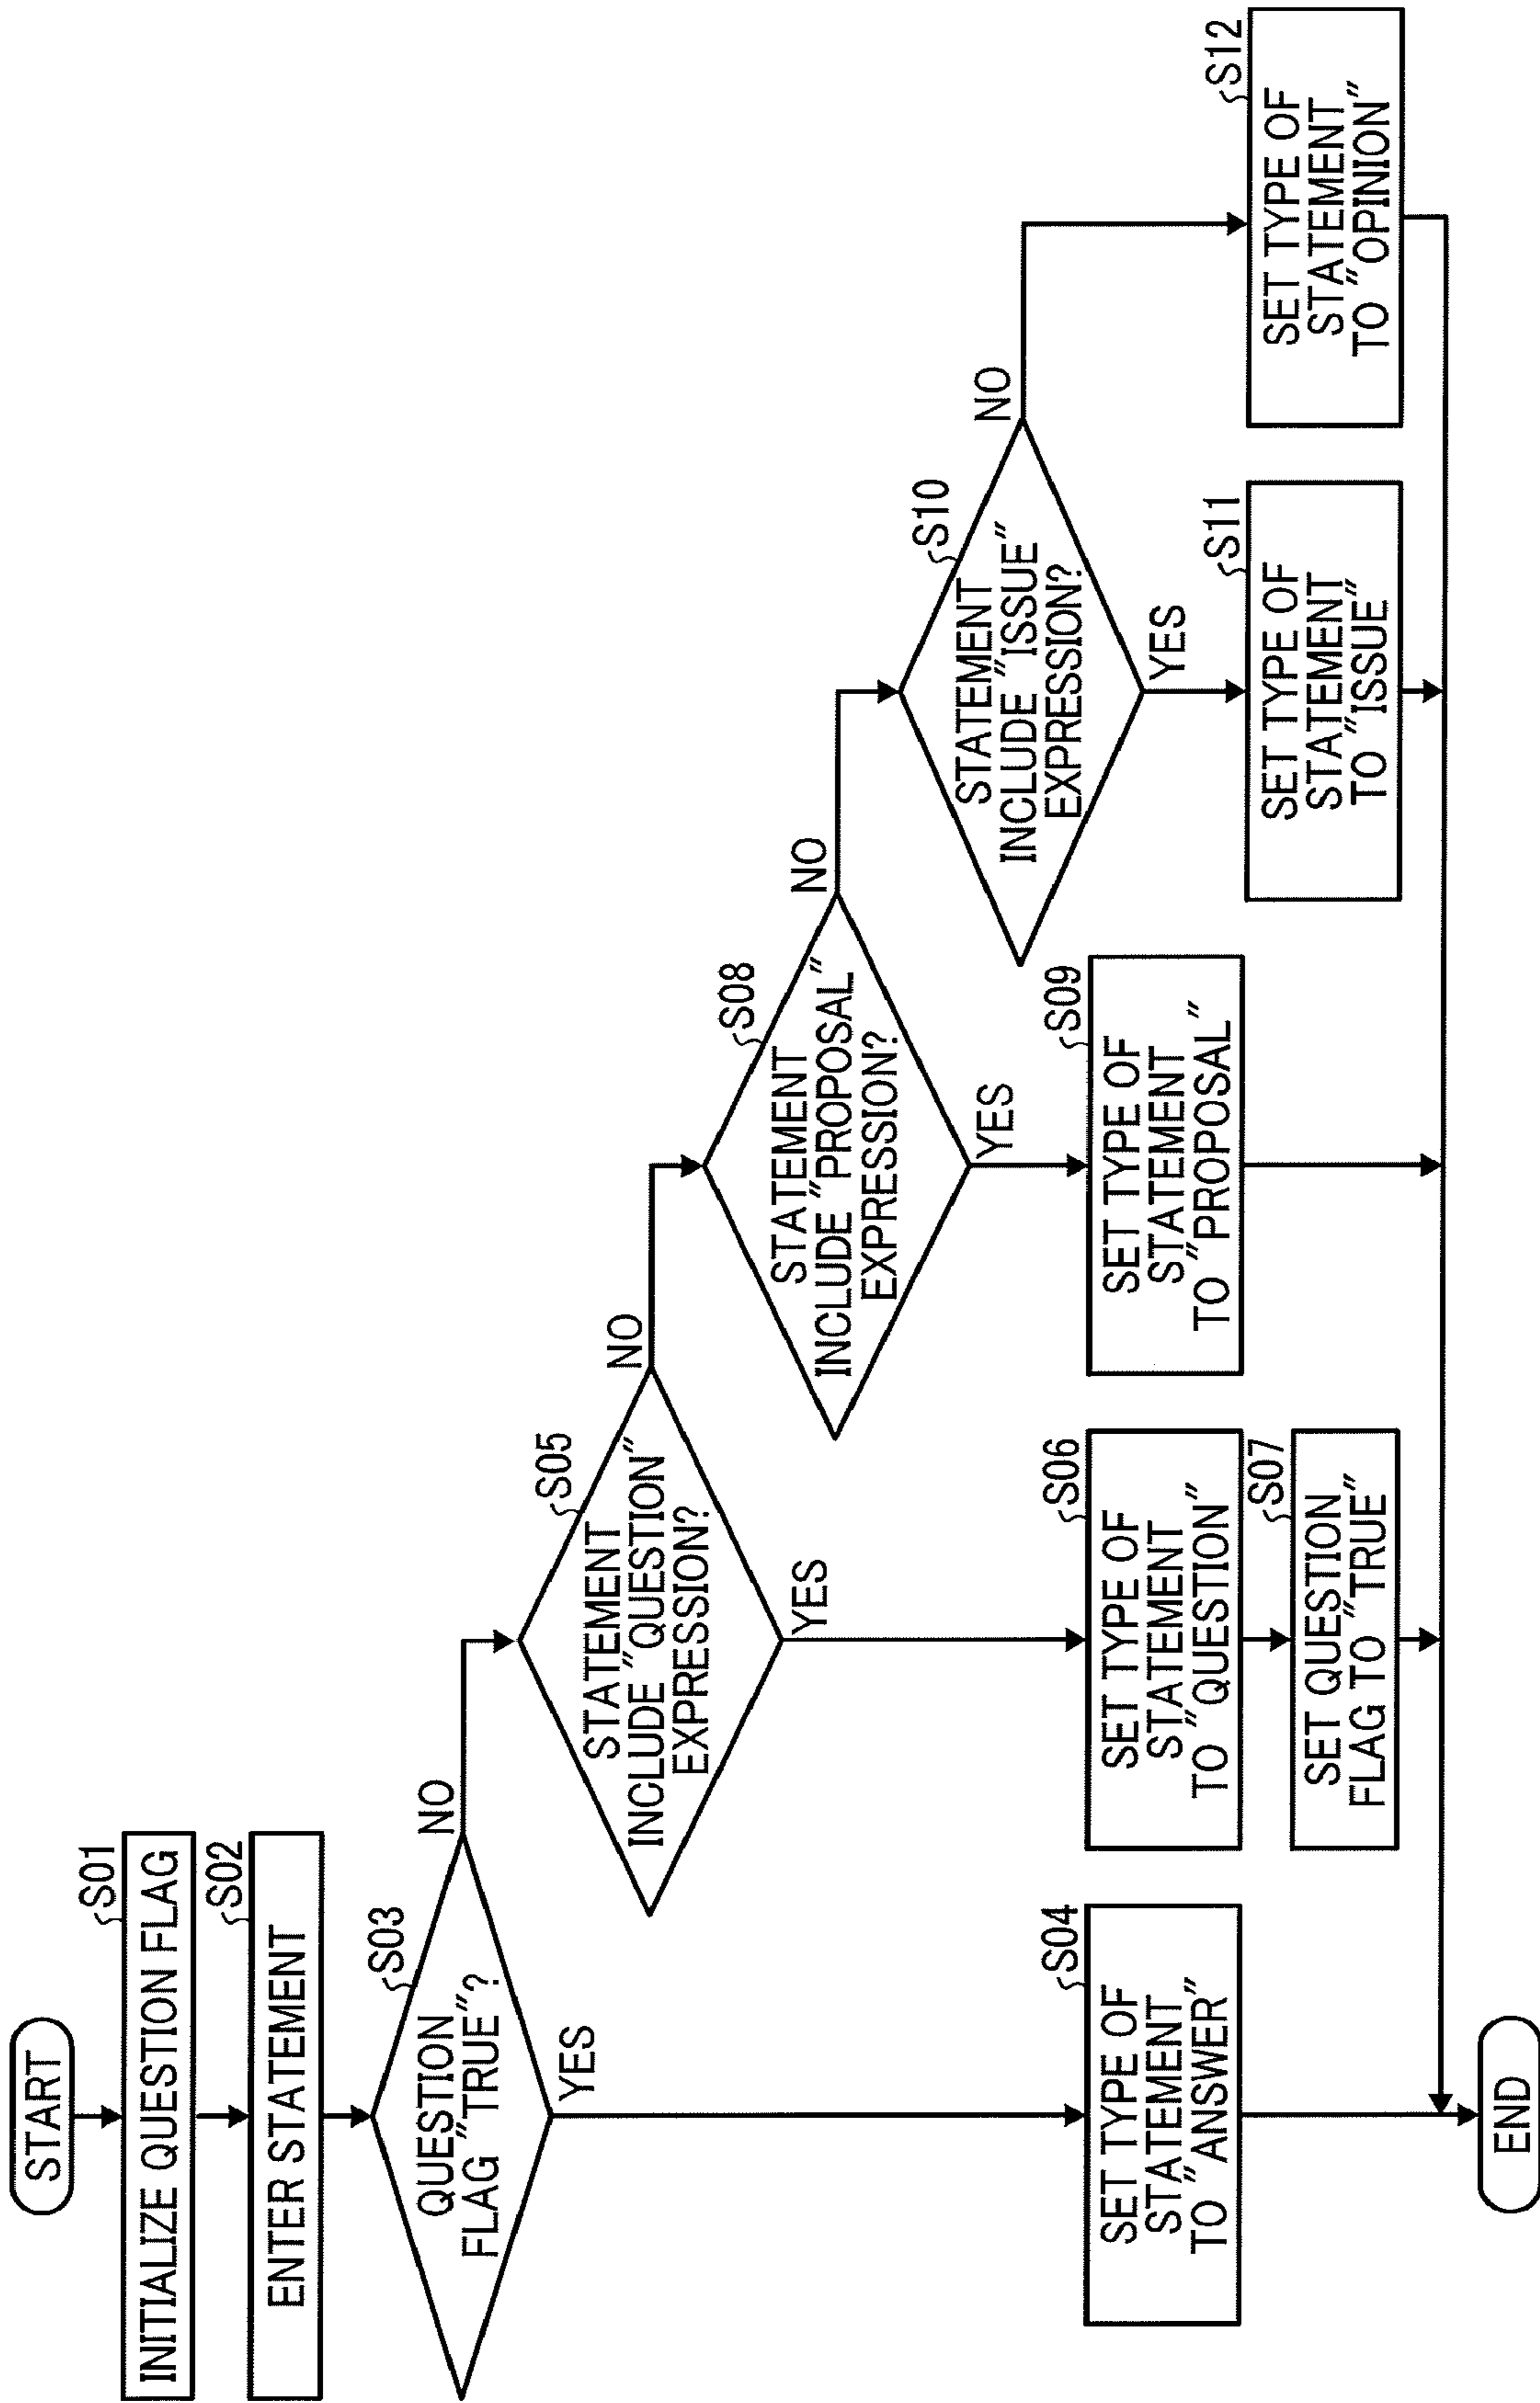 START
S01
INITIALIZE QUESTION FLAG
S02
ENTER STATEMENT
S03
QUESTION
FLAG "TRUE"?
NO
YES
S05
STATEMENT
INCLUDE "QUESTION"
EXPRESSION?
NO
YES
S08
STATEMENT
INCLUDE "PROPOSAL"
EXPRESSION?
NO
YES
S10
STATEMENT
INCLUDE "ISSUE"
EXPRESSION?
NO
YES
S04
SET TYPE OF
STATEMENT
TO "ANSWER"
S06
SET TYPE OF
STATEMENT
TO "QUESTION"
S07
SET QUESTION
FLAG TO "TRUE"
S09
SET TYPE OF
STATEMENT
TO "PROPOSAL"
S11
SET TYPE OF
STATEMENT
TO "ISSUE"
S12
SET TYPE OF
STATEMENT
TO "OPINION"
END